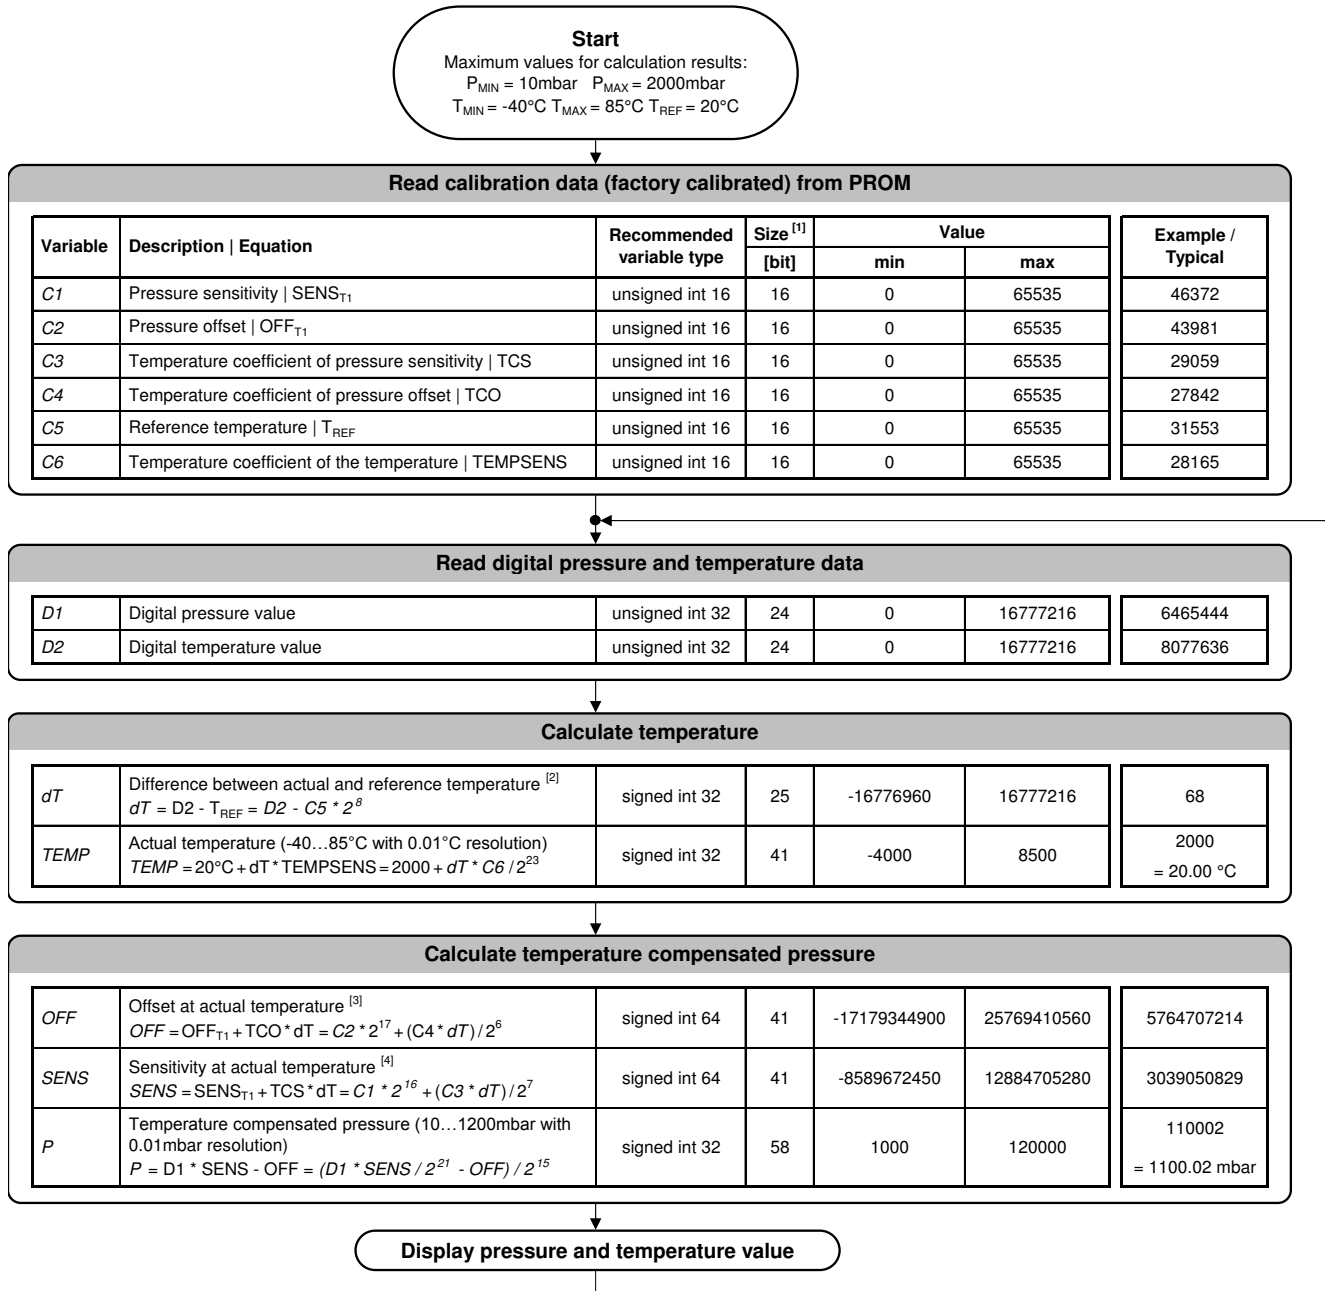 Start
Maximum values for calculation results:
P_MIN = 10mbar P_MAX = 2000mbar
T_MIN = -40°C T_MAX = 85°C T_REF = 20°C
Read calibration data (factory calibrated) from PROM
Variable | Description | Equation | Recommended variable type | Size [1] [bit] | Value min | max | Example / Typical
C1 | Pressure sensitivity | SENS_T1 | unsigned int 16 | 16 | 0 | 65535 | 46372
C2 | Pressure offset | OFF_T1 | unsigned int 16 | 16 | 0 | 65535 | 43981
C3 | Temperature coefficient of pressure sensitivity | TCS | unsigned int 16 | 16 | 0 | 65535 | 29059
C4 | Temperature coefficient of pressure offset | TCO | unsigned int 16 | 16 | 0 | 65535 | 27842
C5 | Reference temperature | T_REF | unsigned int 16 | 16 | 0 | 65535 | 31553
C6 | Temperature coefficient of the temperature | TEMPSENS | unsigned int 16 | 16 | 0 | 65535 | 28165
Read digital pressure and temperature data
D1 | Digital pressure value | unsigned int 32 | 24 | 0 | 16777216 | 6465444
D2 | Digital temperature value | unsigned int 32 | 24 | 0 | 16777216 | 8077636
Calculate temperature
dT | Difference between actual and reference temperature [2]
dT = D2 - T_REF = D2 - C5 * 2^8 | signed int 32 | 25 | -16776960 | 16777216 | 68
TEMP | Actual temperature (-40…85°C with 0.01°C resolution)
TEMP = 20°C + dT * TEMPSENS = 2000 + dT * C6 / 2^23 | signed int 32 | 41 | -4000 | 8500 | 2000
= 20.00 °C
Calculate temperature compensated pressure
OFF | Offset at actual temperature [3]
OFF = OFF_T1 + TCO * dT = C2 * 2^17 + (C4 * dT) / 2^6 | signed int 64 | 41 | -17179344900 | 25769410560 | 5764707214
SENS | Sensitivity at actual temperature [4]
SENS = SENS_T1 + TCS * dT = C1 * 2^16 + (C3 * dT) / 2^7 | signed int 64 | 41 | -8589672450 | 12884705280 | 3039050829
P | Temperature compensated pressure (10…1200mbar with
0.01mbar resolution)
P = D1 * SENS - OFF = (D1 * SENS / 2^21 - OFF) / 2^15 | signed int 32 | 58 | 1000 | 120000 | 110002
= 1100.02 mbar
Display pressure and temperature value